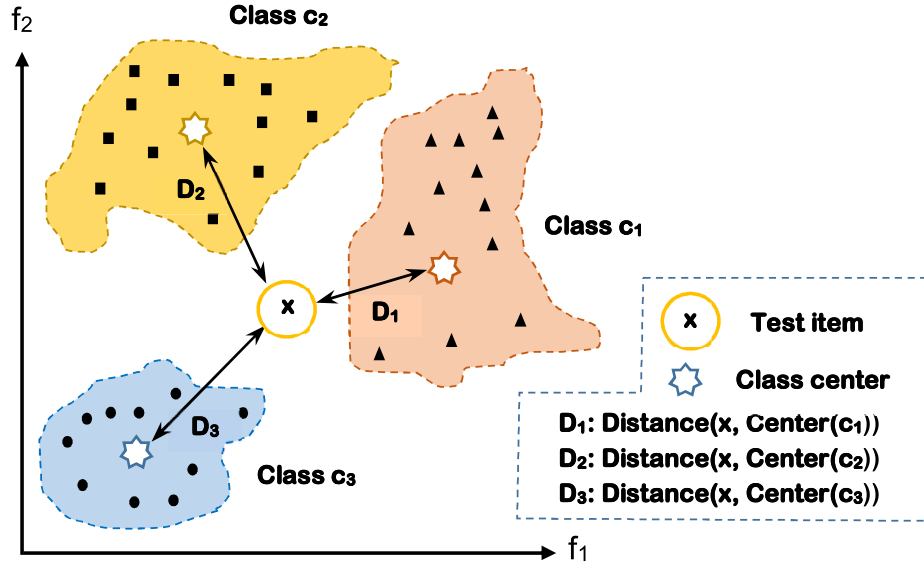 f₂
Class c₂
D₂
Class c₁
x
D₁
D₃
Class c₃
f₁
x Test item
Class center
D₁: Distance(x, Center(c₁))
D₂: Distance(x, Center(c₂))
D₃: Distance(x, Center(c₃))